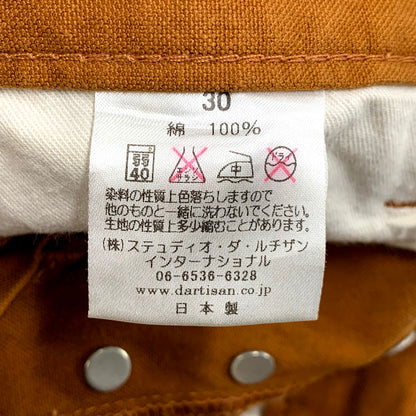 30
綿 100%
弱
40
エンソ
サラシ
中
ドライ
染料の性質上色落ちしますので
他のものと一緒に洗わないでください。
生地の性質上多少縮むことがあります。
(株)ステュディオ・ダ・ルチザン
インターナショナル
06-6536-6328
www.dartisan.co.jp
日本製